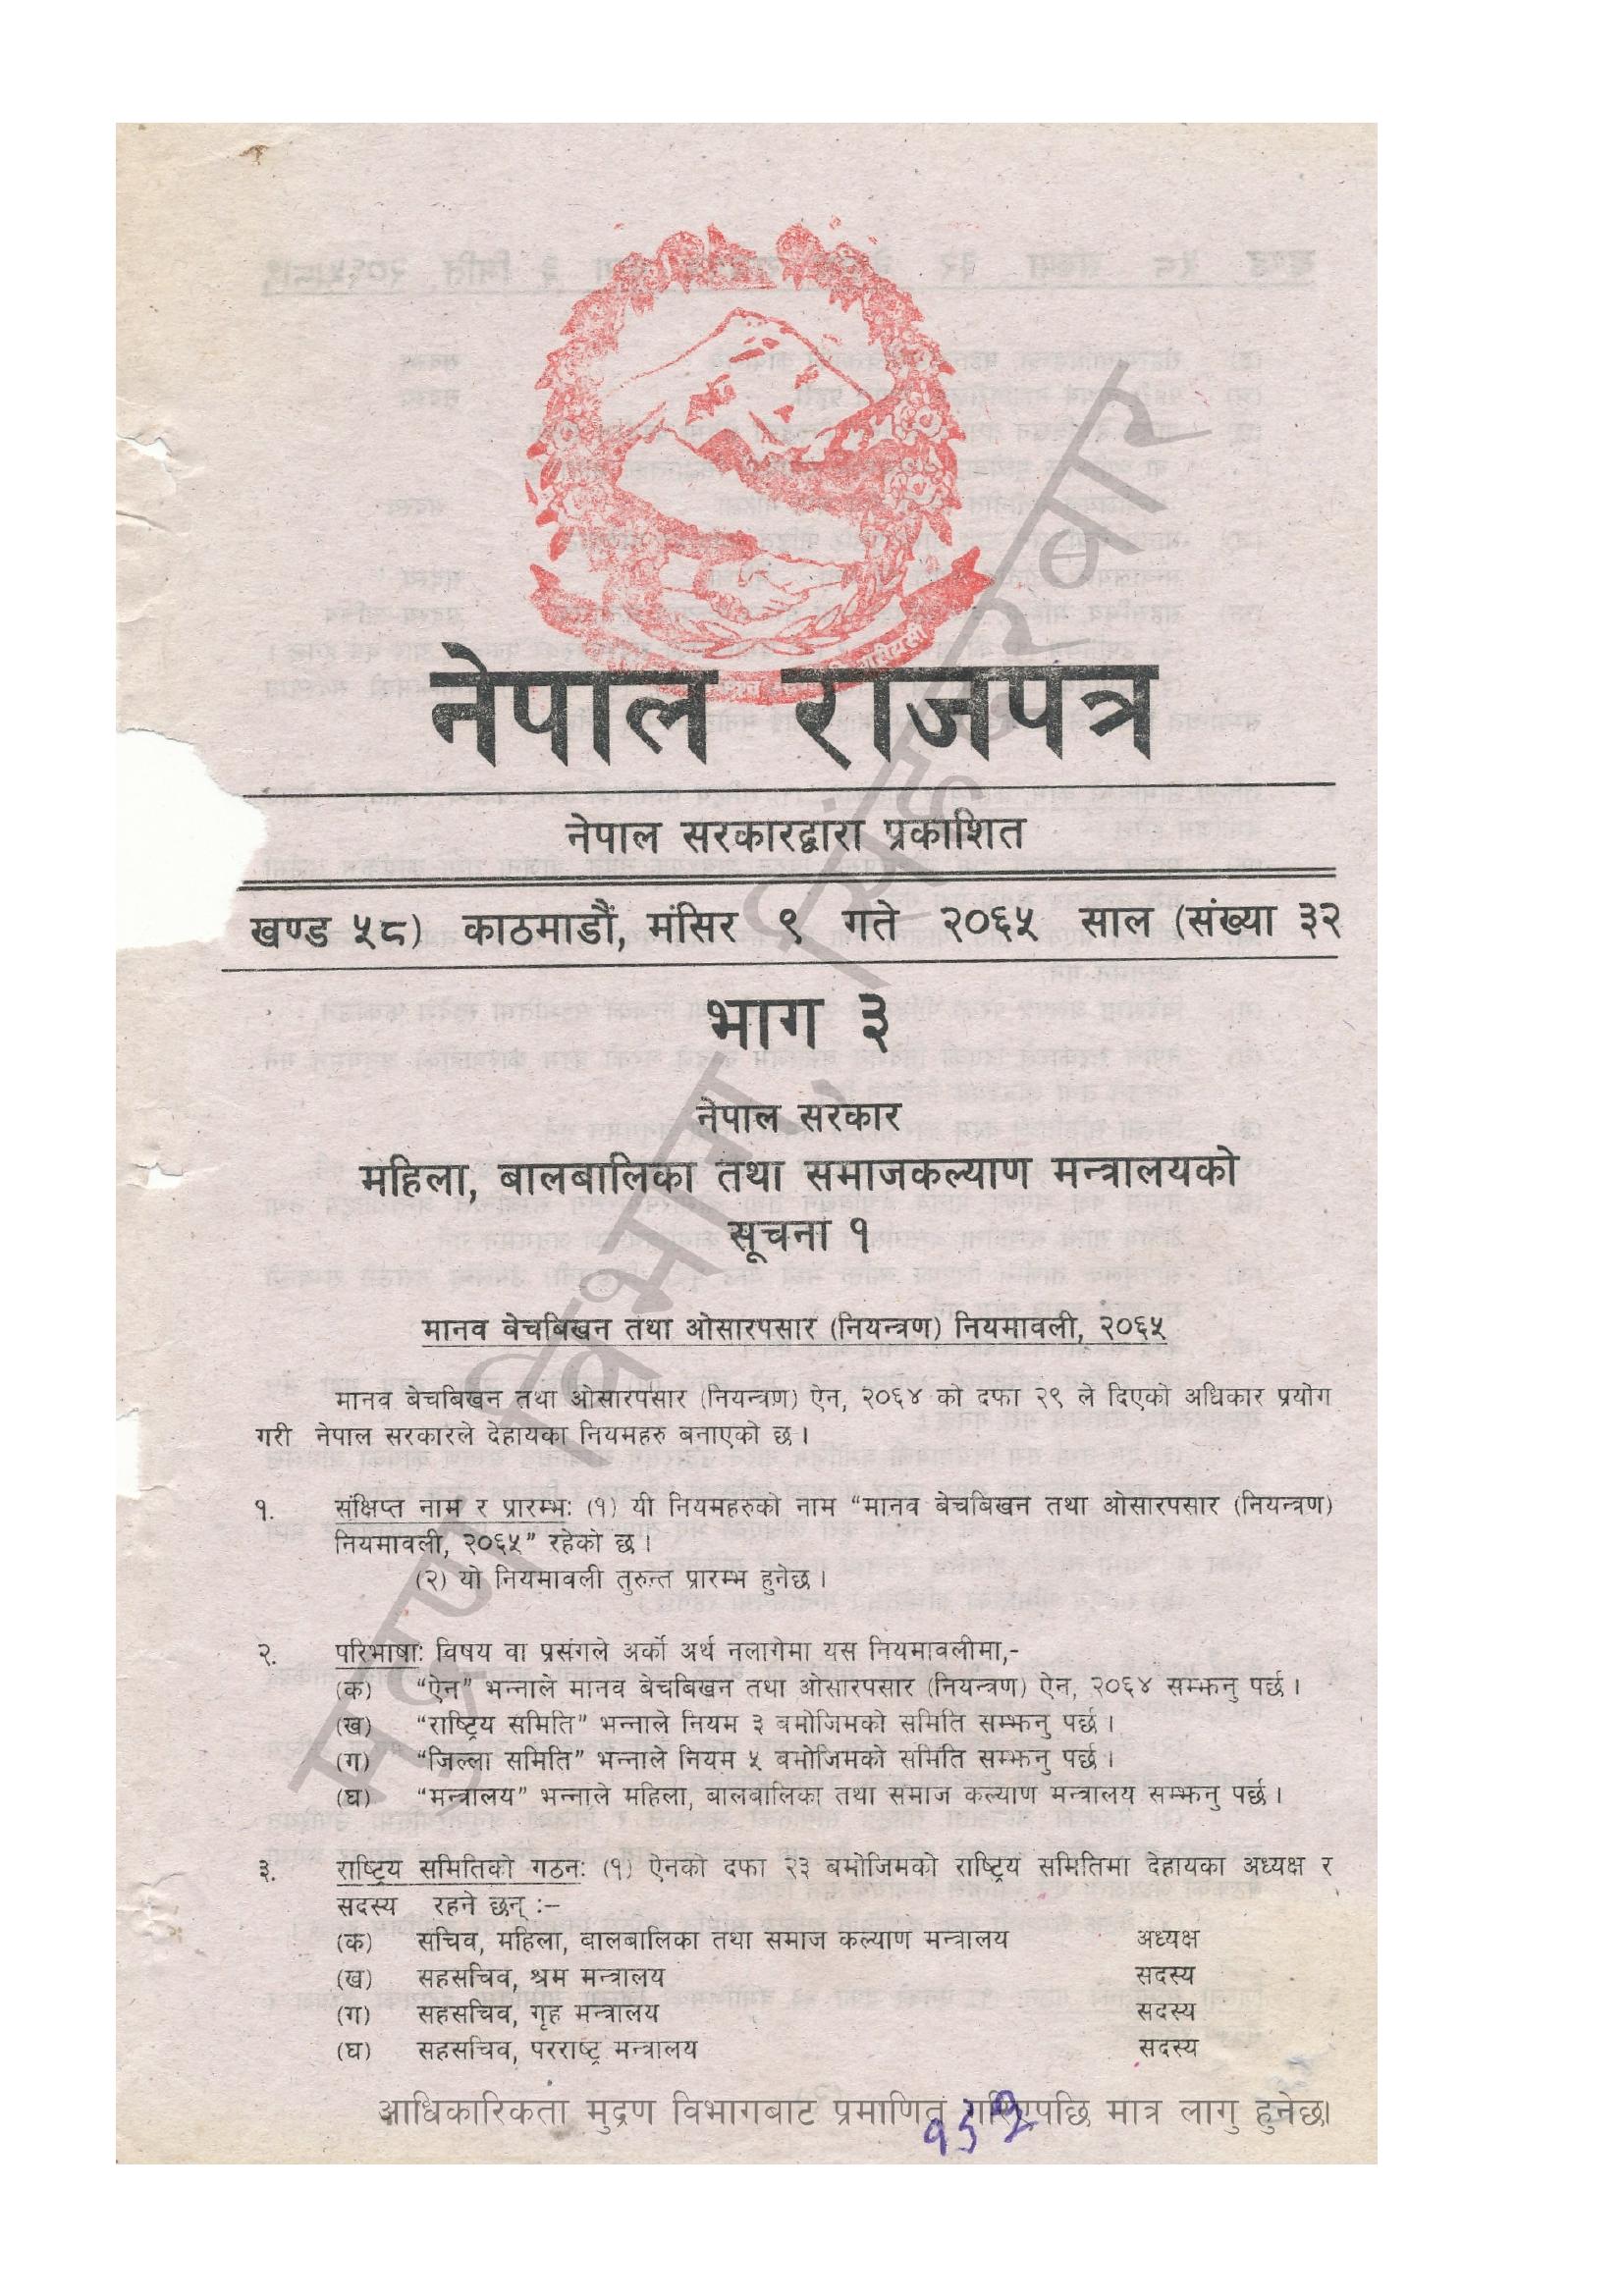 नेपाल राजपत्र
नेपाल सरकारद्वारा प्रकाशित
खण्ड ५८) काठमाडौं, मंसिर ९ गते २०६५ साल (संख्या ३२
भाग ३
नेपाल सरकार
महिला, बालबालिका तथा समाजकल्याण मन्त्रालयको
सूचना १
मानव बेचबिखन तथा ओसारपसार (नियन्त्रण) नियमावली, २०६५
मानव बेचबिखन तथा ओसारपसार (नियन्त्रण) ऐन, २०६४ को दफा २९ ले दिएको अधिकार प्रयोग
गरी नेपाल सरकारले देहायका नियमहरु बनाएको छ ।
१. संक्षिप्त नाम र प्रारम्भः (१) यी नियमहरुको नाम “मानव बेचबिखन तथा ओसारपसार (नियन्त्रण)
नियमावली, २०६५” रहेको छ ।
(२) यो नियमावली तुरुन्त प्रारम्भ हुनेछ ।
२. परिभाषाः विषय वा प्रसंगले अर्को अर्थ नलागेमा यस नियमावलीमा,-
(क) “ऐन” भन्नाले मानव बेचबिखन तथा ओसारपसार (नियन्त्रण) ऐन, २०६४ सम्झनु पर्छ ।
(ख) “राष्ट्रिय समिति” भन्नाले नियम ३ बमोजिमको समिति सम्झनु पर्छ ।
(ग) “जिल्ला समिति” भन्नाले नियम ५ बमोजिमको समिति सम्झनु पर्छ ।
(घ) “मन्त्रालय” भन्नाले महिला, बालबालिका तथा समाज कल्याण मन्त्रालय सम्झनु पर्छ ।
३. राष्ट्रिय समितिको गठनः (१) ऐनको दफा २३ बमोजिमको राष्ट्रिय समितिमा देहायका अध्यक्ष र
सदस्य रहने छन् :–
(क) सचिव, महिला, बालबालिका तथा समाज कल्याण मन्त्रालय अध्यक्ष
(ख) सहसचिव, श्रम मन्त्रालय सदस्य
(ग) सहसचिव, गृह मन्त्रालय सदस्य
(घ) सहसचिव, परराष्ट्र मन्त्रालय सदस्य
आधिकारिकता मुद्रण विभागबाट प्रमाणित गरिएपछि मात्र लागु हुनेछ।
मुद्रण विभाग, सिंहदरबार